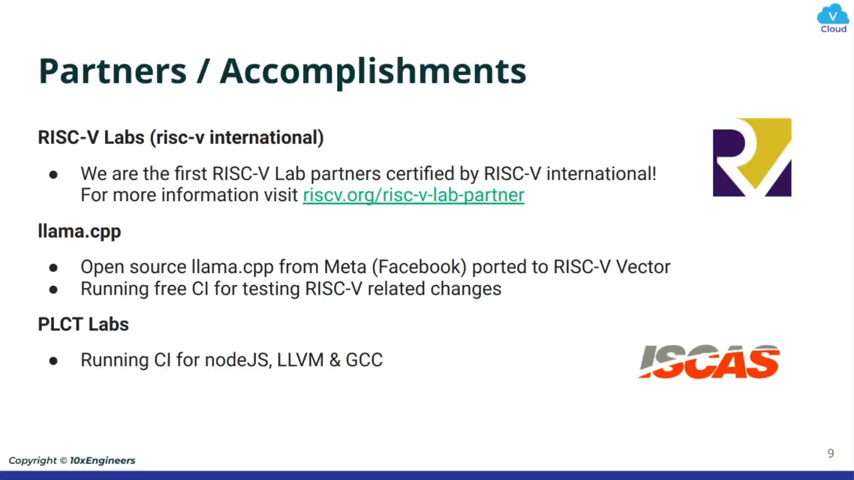 V
Cloud
Partners / Accomplishments
RISC-V Labs (risc-v international)
● We are the first RISC-V Lab partners certified by RISC-V international!
For more information visit riscv.org/risc-v-lab-partner
llama.cpp
● Open source llama.cpp from Meta (Facebook) ported to RISC-V Vector
● Running free CI for testing RISC-V related changes
PLCT Labs
● Running CI for nodeJS, LLVM & GCC
ISCAS
9
Copyright © 10xEngineers